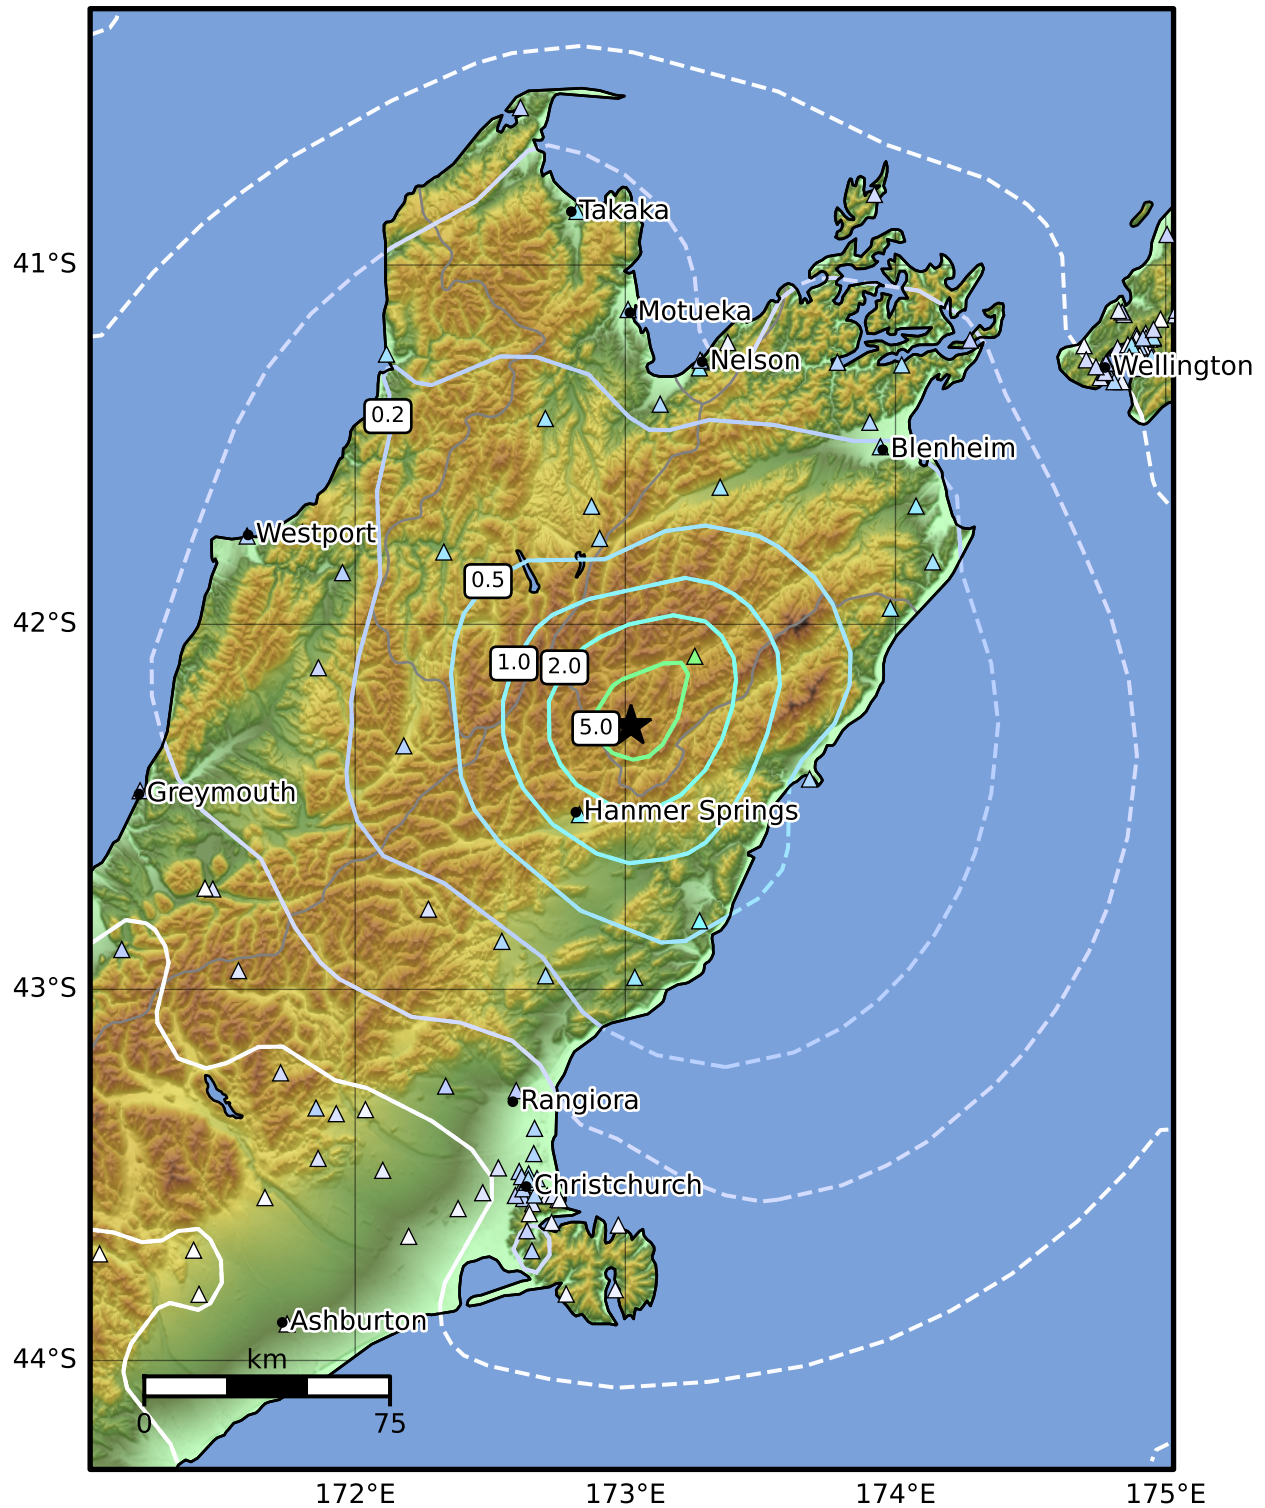 Takaka
41°S
Motueka
Nelson
Wellington
0.2
Blenheim
Westport
0.5
42°S
1.0
2.0
5.0
Greymouth
Hanmer Springs
43°S
Rangiora
Christchurch
Ashburton
44°S
km
0
75
172°E
173°E
174°E
175°E